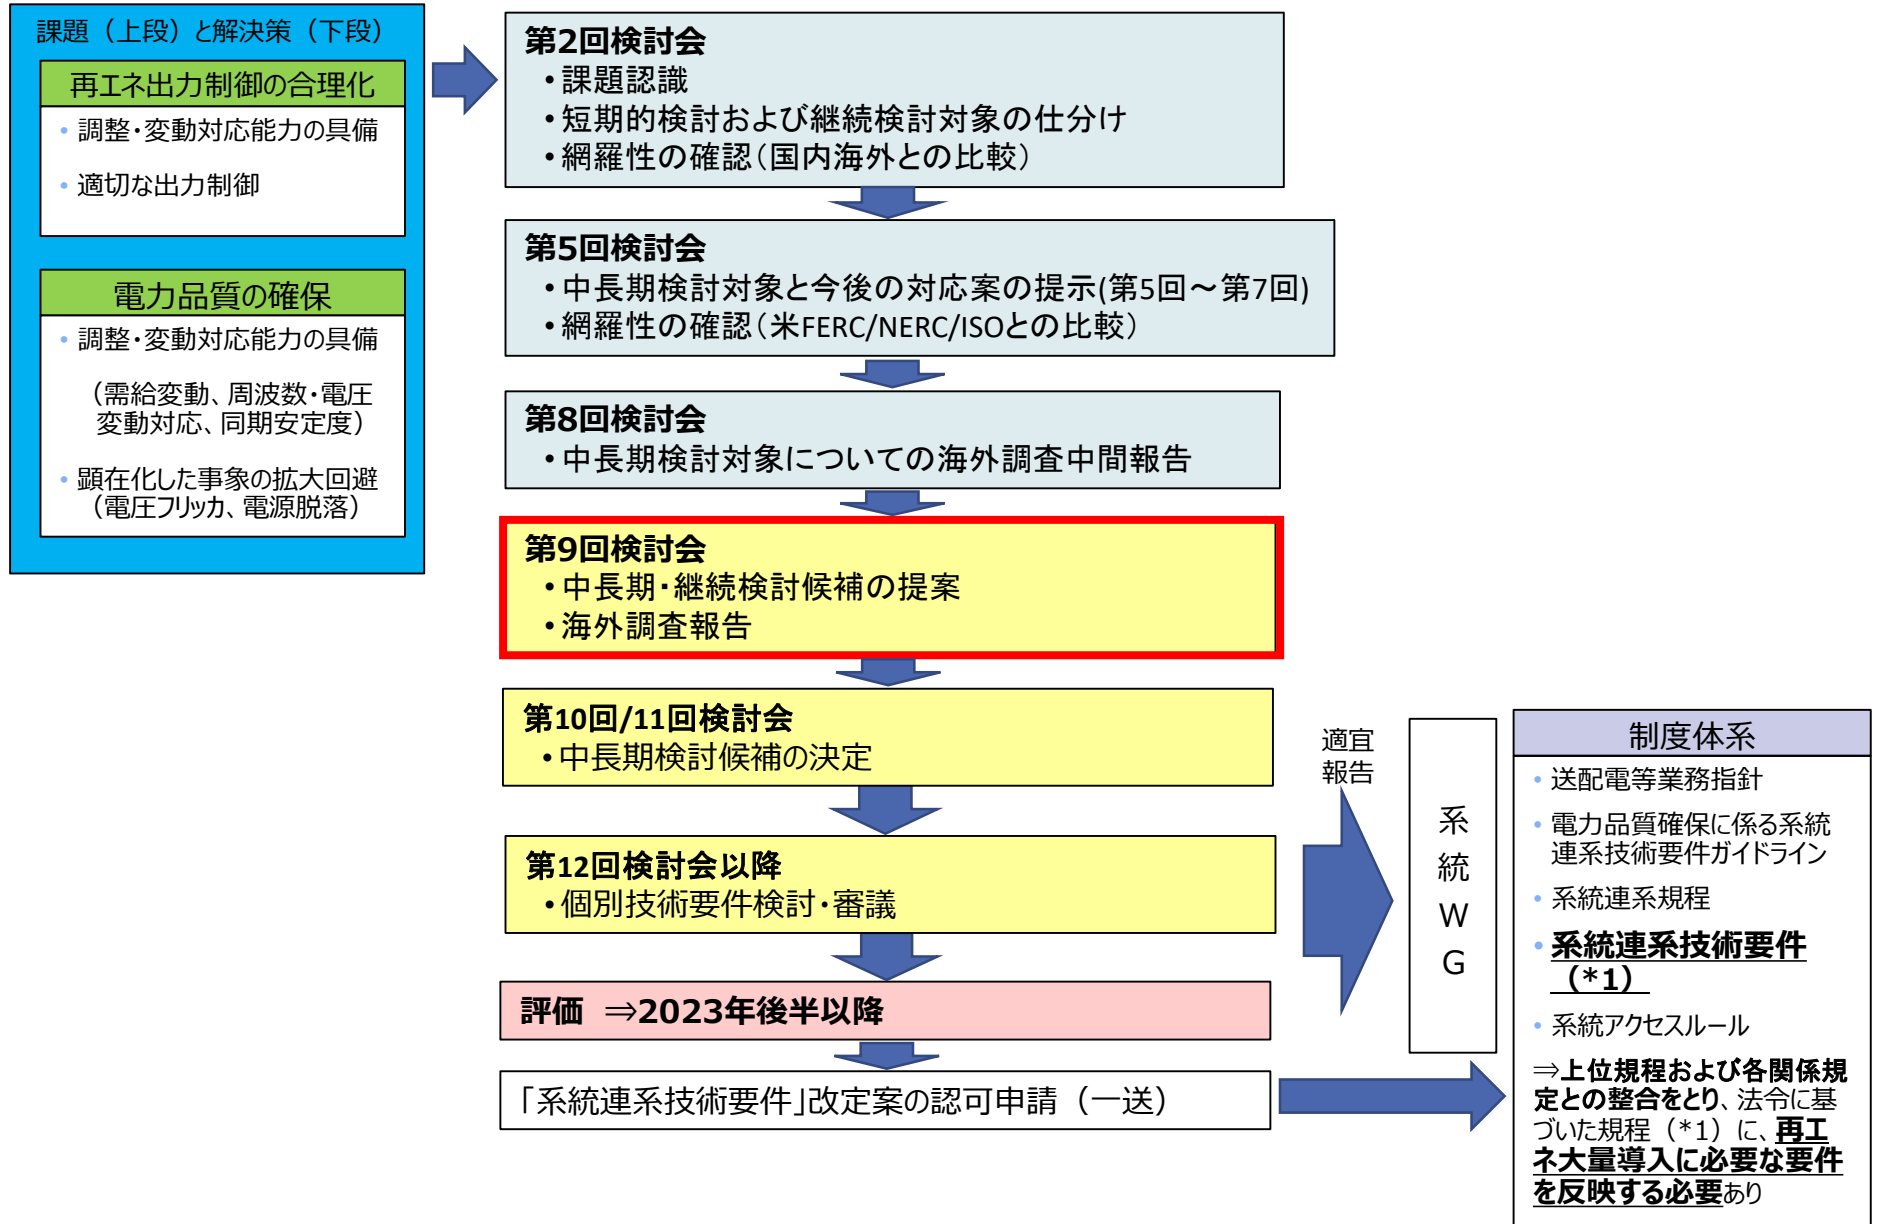 課題（上段）と解決策（下段）
再エネ出力制御の合理化
• 調整・変動対応能力の具備
• 適切な出力制御
電力品質の確保
• 調整・変動対応能力の具備
（需給変動、周波数・電圧
変動対応、同期安定度）
• 顕在化した事象の拡大回避
（電圧フリッカ、電源脱落）
第2回検討会
• 課題認識
• 短期的検討および継続検討対象の仕分け
• 網羅性の確認（国内海外との比較）
第5回検討会
• 中長期検討対象と今後の対応案の提示(第5回～第7回)
• 網羅性の確認（米FERC/NERC/ISOとの比較）
第8回検討会
• 中長期検討対象についての海外調査中間報告
第9回検討会
• 中長期・継続検討候補の提案
• 海外調査報告
第10回/11回検討会
• 中長期検討候補の決定
第12回検討会以降
• 個別技術要件検討・審議
評価 ⇒2023年後半以降
「系統連系技術要件」改定案の認可申請（一送）
適宜
報告
系
統
W
G
制度体系
• 送配電等業務指針
• 電力品質確保に係る系統
連系技術要件ガイドライン
• 系統連系規程
• 系統連系技術要件
（*1）
• 系統アクセスルール
⇒上位規程および各関係規
定との整合をとり、法令に基
づいた規程（*1）に、再エ
ネ大量導入に必要な要件
を反映する必要あり